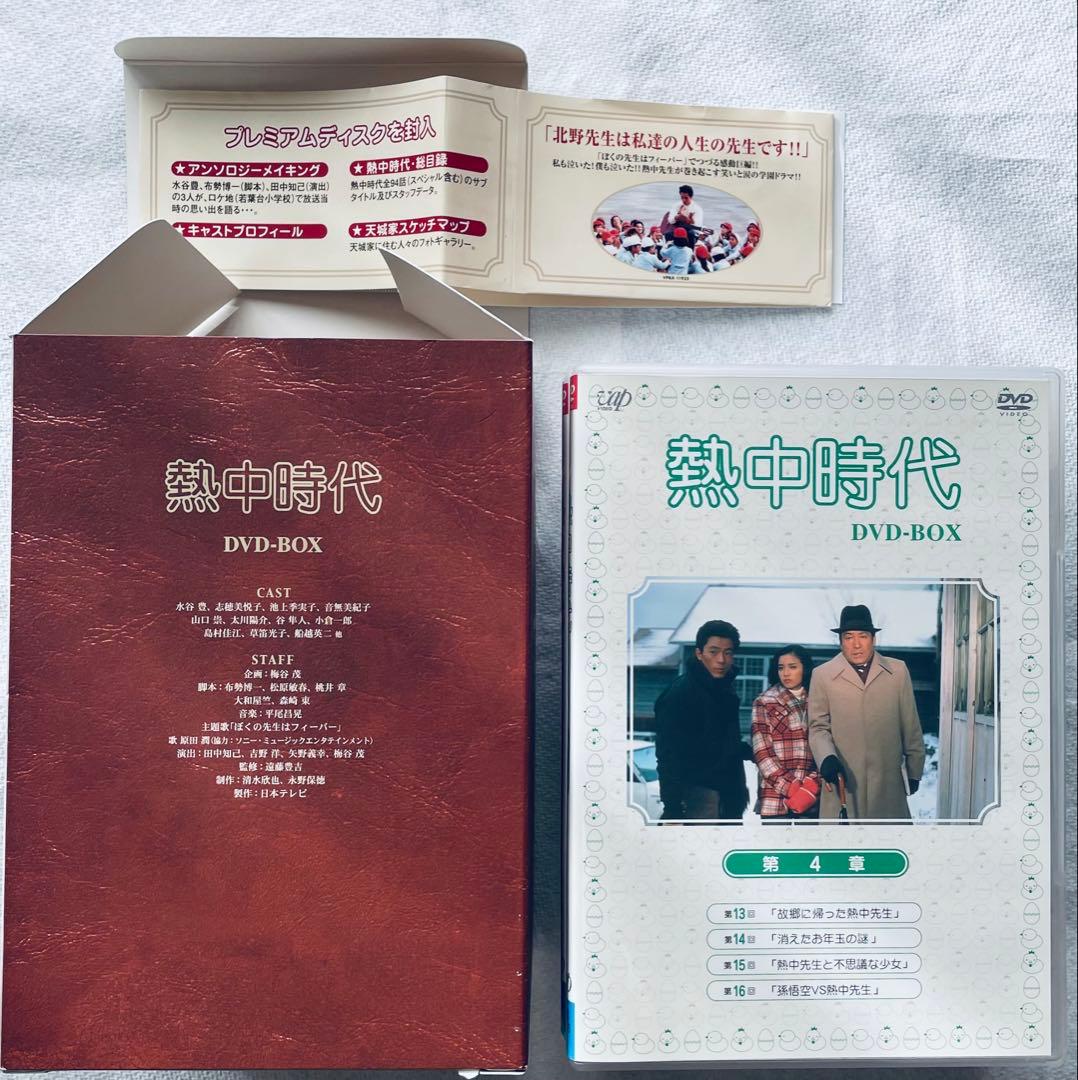 プレミアムディスクを封入
★アンソロジーメイキング
水谷豊、布勢博一(脚本)、田中知己(演出)
の3人が、ロケ地(若葉台小学校)で放送当
時の思い出を語る・・・。
★キャストプロフィール
★熱中時代・総目録
熱中時代全94話(スペシャル含む)のサブ
タイトル及びスタッフデータ。
★天城家スケッチマップ
天城家に住む人々のフォトギャラリー。
「北野先生は私達の人生の先生です!!」
「ぼくの先生はフィーバー」でつづる感動巨編!!
私も泣いた!僕も泣いた!!熱中先生が巻き起こす笑いと涙の学園ドラマ!!
熱中時代
DVD-BOX
CAST
水谷 豊、志穂美悦子、池上季実子、音無美紀子
山口 崇、太川陽介、谷 隼人、小倉一郎
島村佳江、草笛光子、船越英二 他
STAFF
企画:梅谷 茂
脚本:布勢博一、松原敏春、桃井 章
大和屋竺、森崎 東
音楽:平尾昌晃
主題歌「ぼくの先生はフィーバー」
歌 原田 潤(協力:ソニー・ミュージックエンタテインメント)
演出:田中知己、吉野 洋、矢野義幸、梅谷 茂
監修:遠藤豊吉
制作:清水欣也、永野保徳
製作:日本テレビ
vap
VIDEO
DVD
VIDEO
熱中時代
DVD-BOX
第 4 章
第13回 「故郷に帰った熱中先生」
第14回 「消えたお年玉の謎」
第15回 「熱中先生と不思議な少女」
第16回 「孫悟空VS熱中先生」